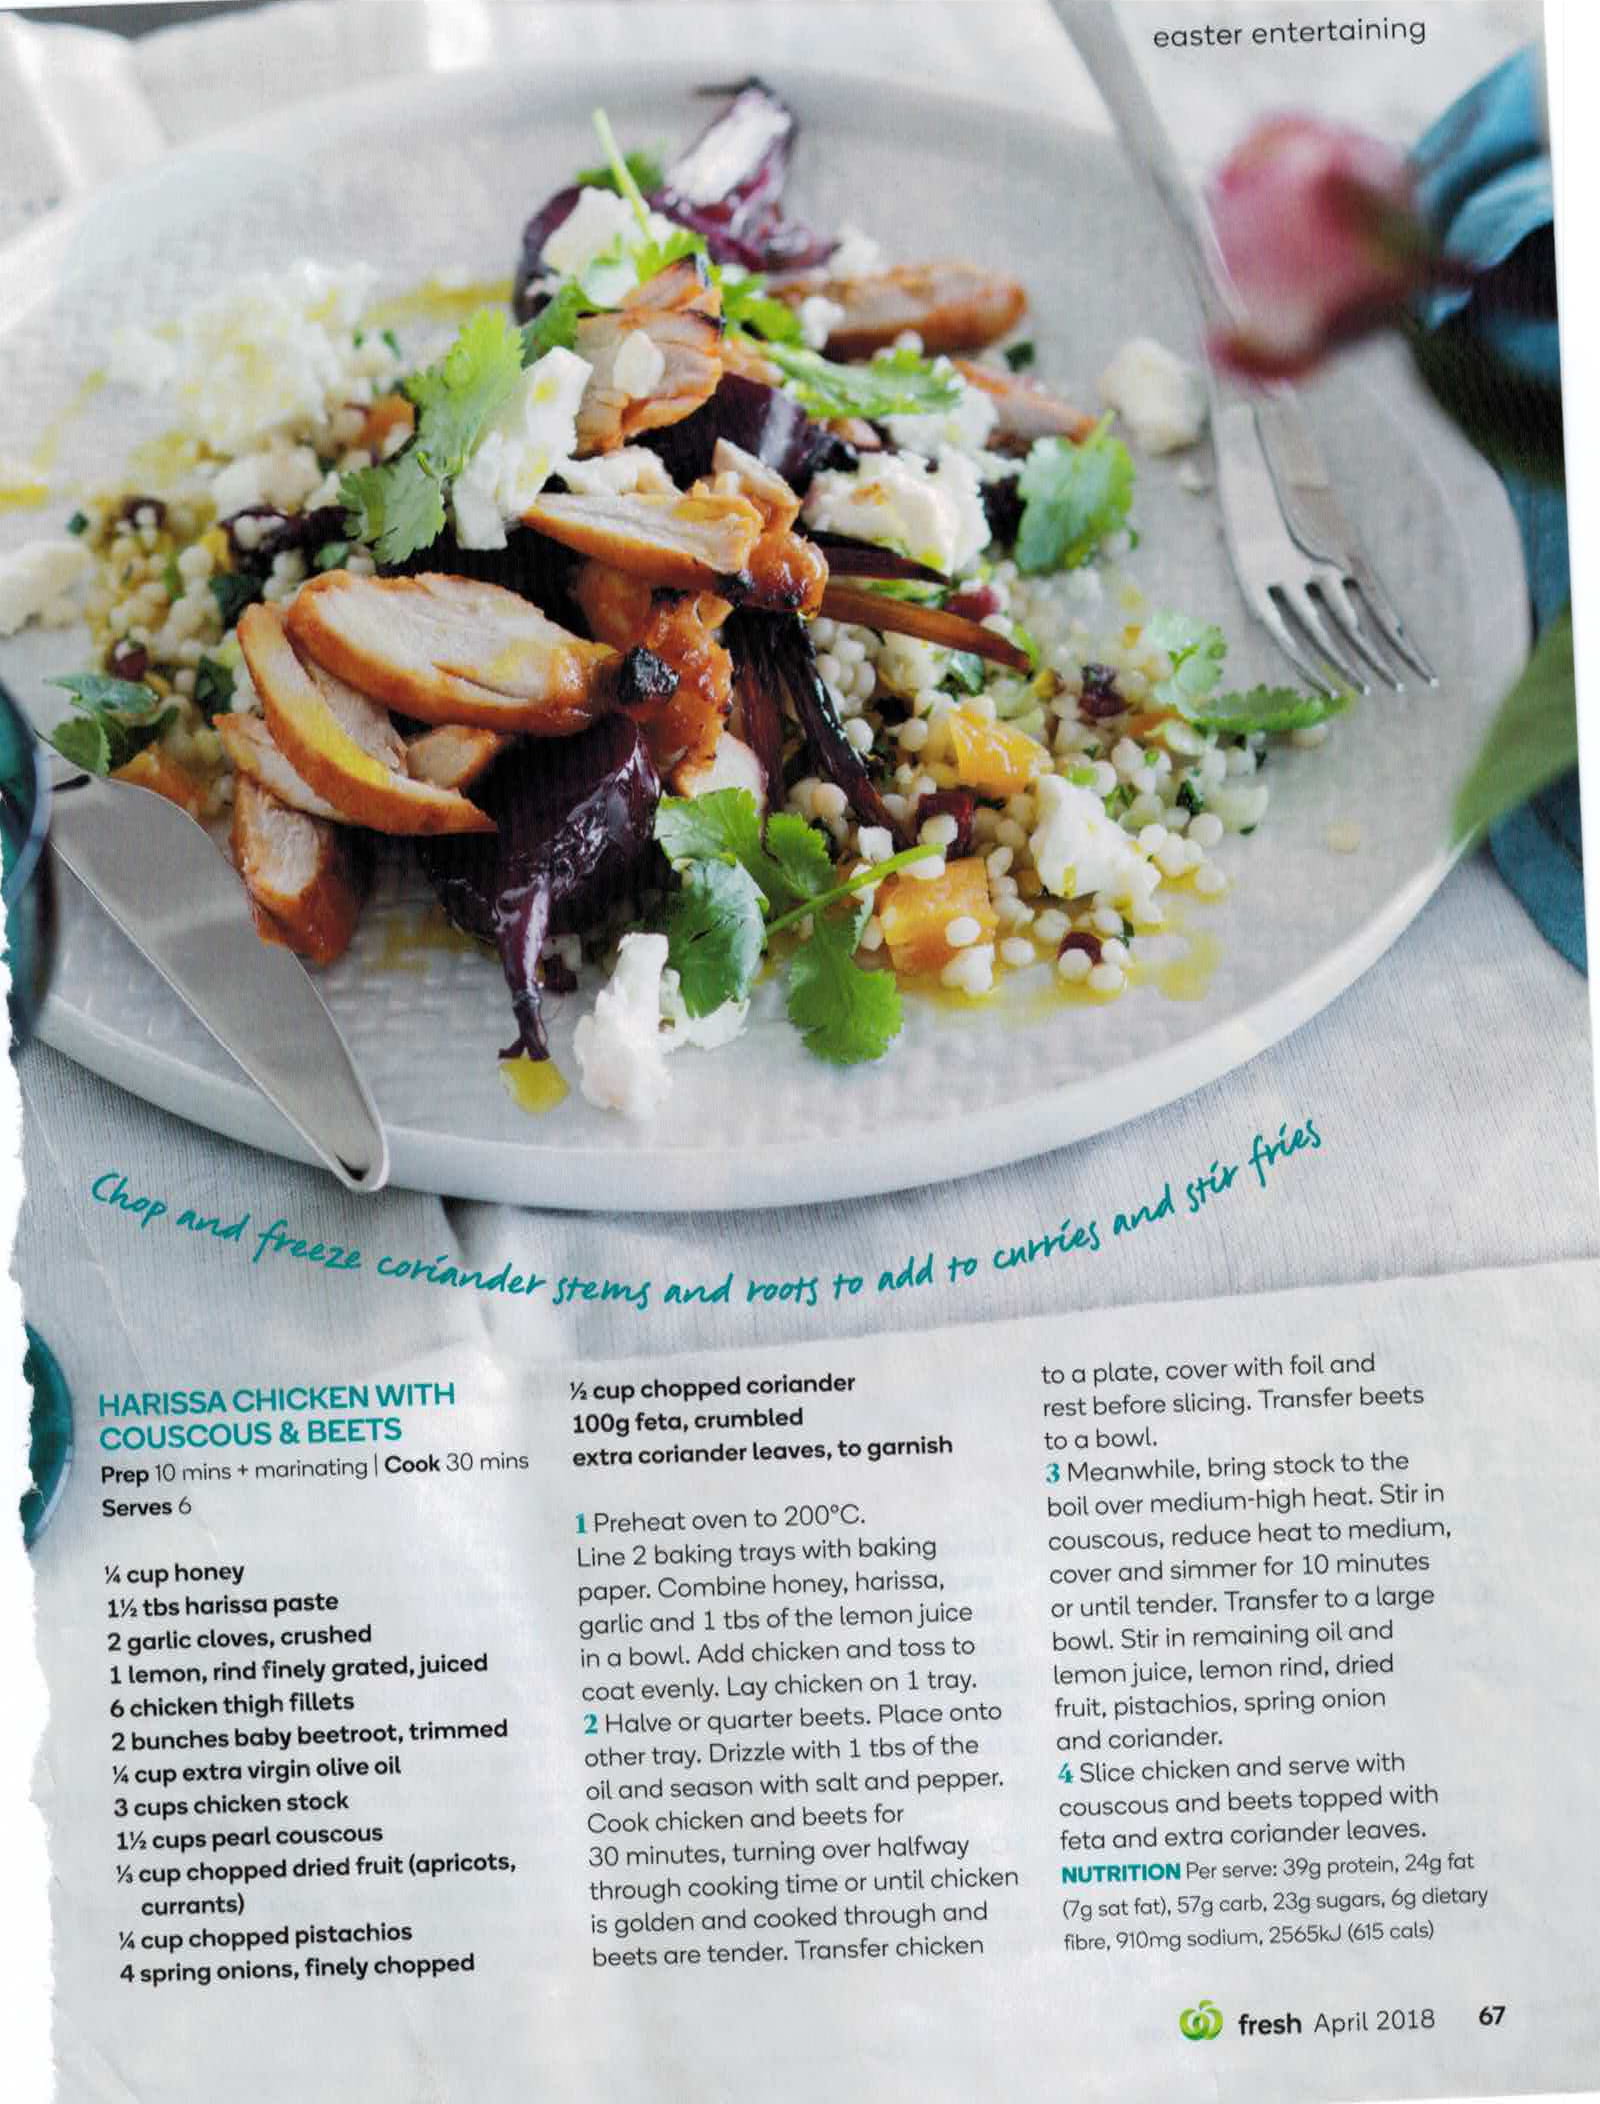 easter entertaining
Chop and freeze coriander stems and roots to add to curries and stir fries
HARISSA CHICKEN WITH
COUSCOUS & BEETS
Prep 10 mins + marinating | Cook 30 mins
Serves 6
¼ cup honey
1½ tbs harissa paste
2 garlic cloves, crushed
1 lemon, rind finely grated, juiced
6 chicken thigh fillets
2 bunches baby beetroot, trimmed
¼ cup extra virgin olive oil
3 cups chicken stock
1½ cups pearl couscous
⅓ cup chopped dried fruit (apricots,
currants)
¼ cup chopped pistachios
4 spring onions, finely chopped
½ cup chopped coriander
100g feta, crumbled
extra coriander leaves, to garnish
1 Preheat oven to 200°C.
Line 2 baking trays with baking
paper. Combine honey, harissa,
garlic and 1 tbs of the lemon juice
in a bowl. Add chicken and toss to
coat evenly. Lay chicken on 1 tray.
2 Halve or quarter beets. Place onto
other tray. Drizzle with 1 tbs of the
oil and season with salt and pepper.
Cook chicken and beets for
30 minutes, turning over halfway
through cooking time or until chicken
is golden and cooked through and
beets are tender. Transfer chicken
to a plate, cover with foil and
rest before slicing. Transfer beets
to a bowl.
3 Meanwhile, bring stock to the
boil over medium-high heat. Stir in
couscous, reduce heat to medium,
cover and simmer for 10 minutes
or until tender. Transfer to a large
bowl. Stir in remaining oil and
lemon juice, lemon rind, dried
fruit, pistachios, spring onion
and coriander.
4 Slice chicken and serve with
couscous and beets topped with
feta and extra coriander leaves.
NUTRITION Per serve: 39g protein, 24g fat
(7g sat fat), 57g carb, 23g sugars, 6g dietary
fibre, 910mg sodium, 2565kJ (615 cals)
fresh April 2018 67